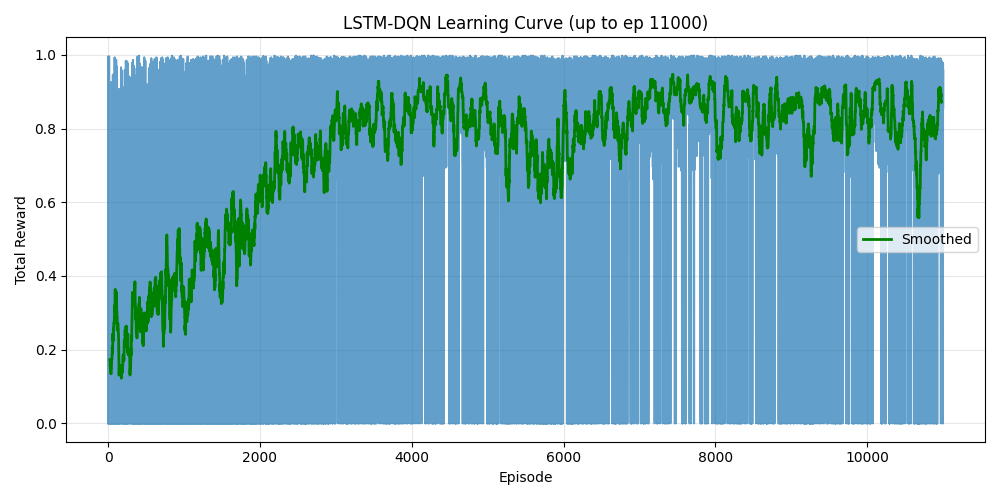 LSTM-DQN Learning Curve (up to ep 11000)
Total Reward
1.0
0.8
0.6
0.4
0.2
0.0
Smoothed
0 2000 4000 6000 8000 10000
Episode